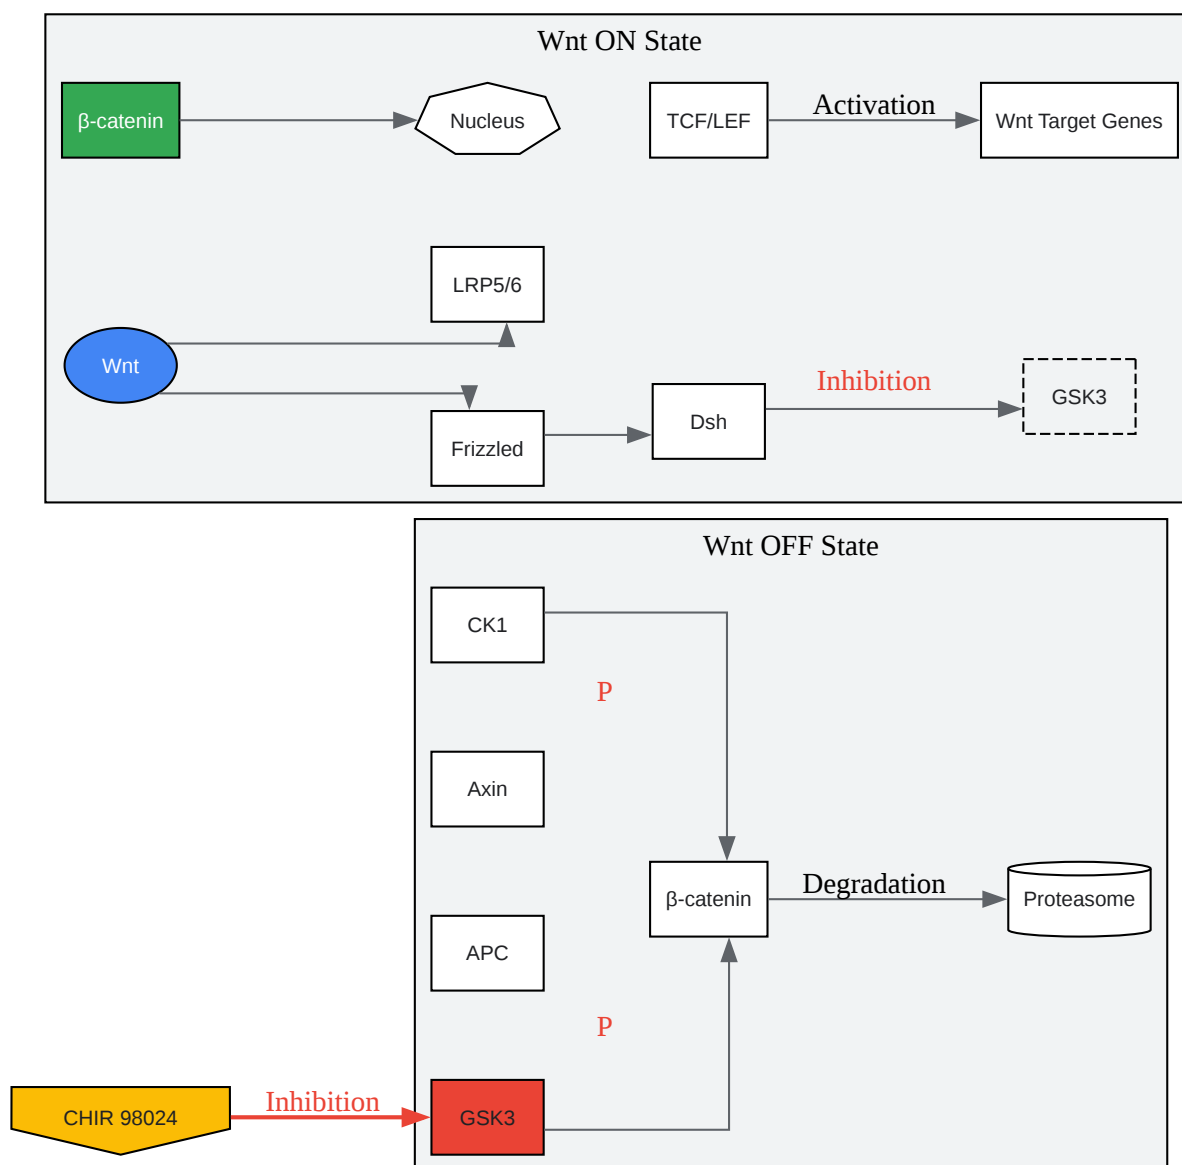 Wnt ON State
β-catenin
Nucleus
TCF/LEF
Activation
Wnt Target Genes
LRP5/6
Wnt
Frizzled
Dsh
Inhibition
GSK3
Wnt OFF State
CK1
P
Axin
β-catenin
Degradation
Proteasome
APC
P
CHIR 98024
Inhibition
GSK3